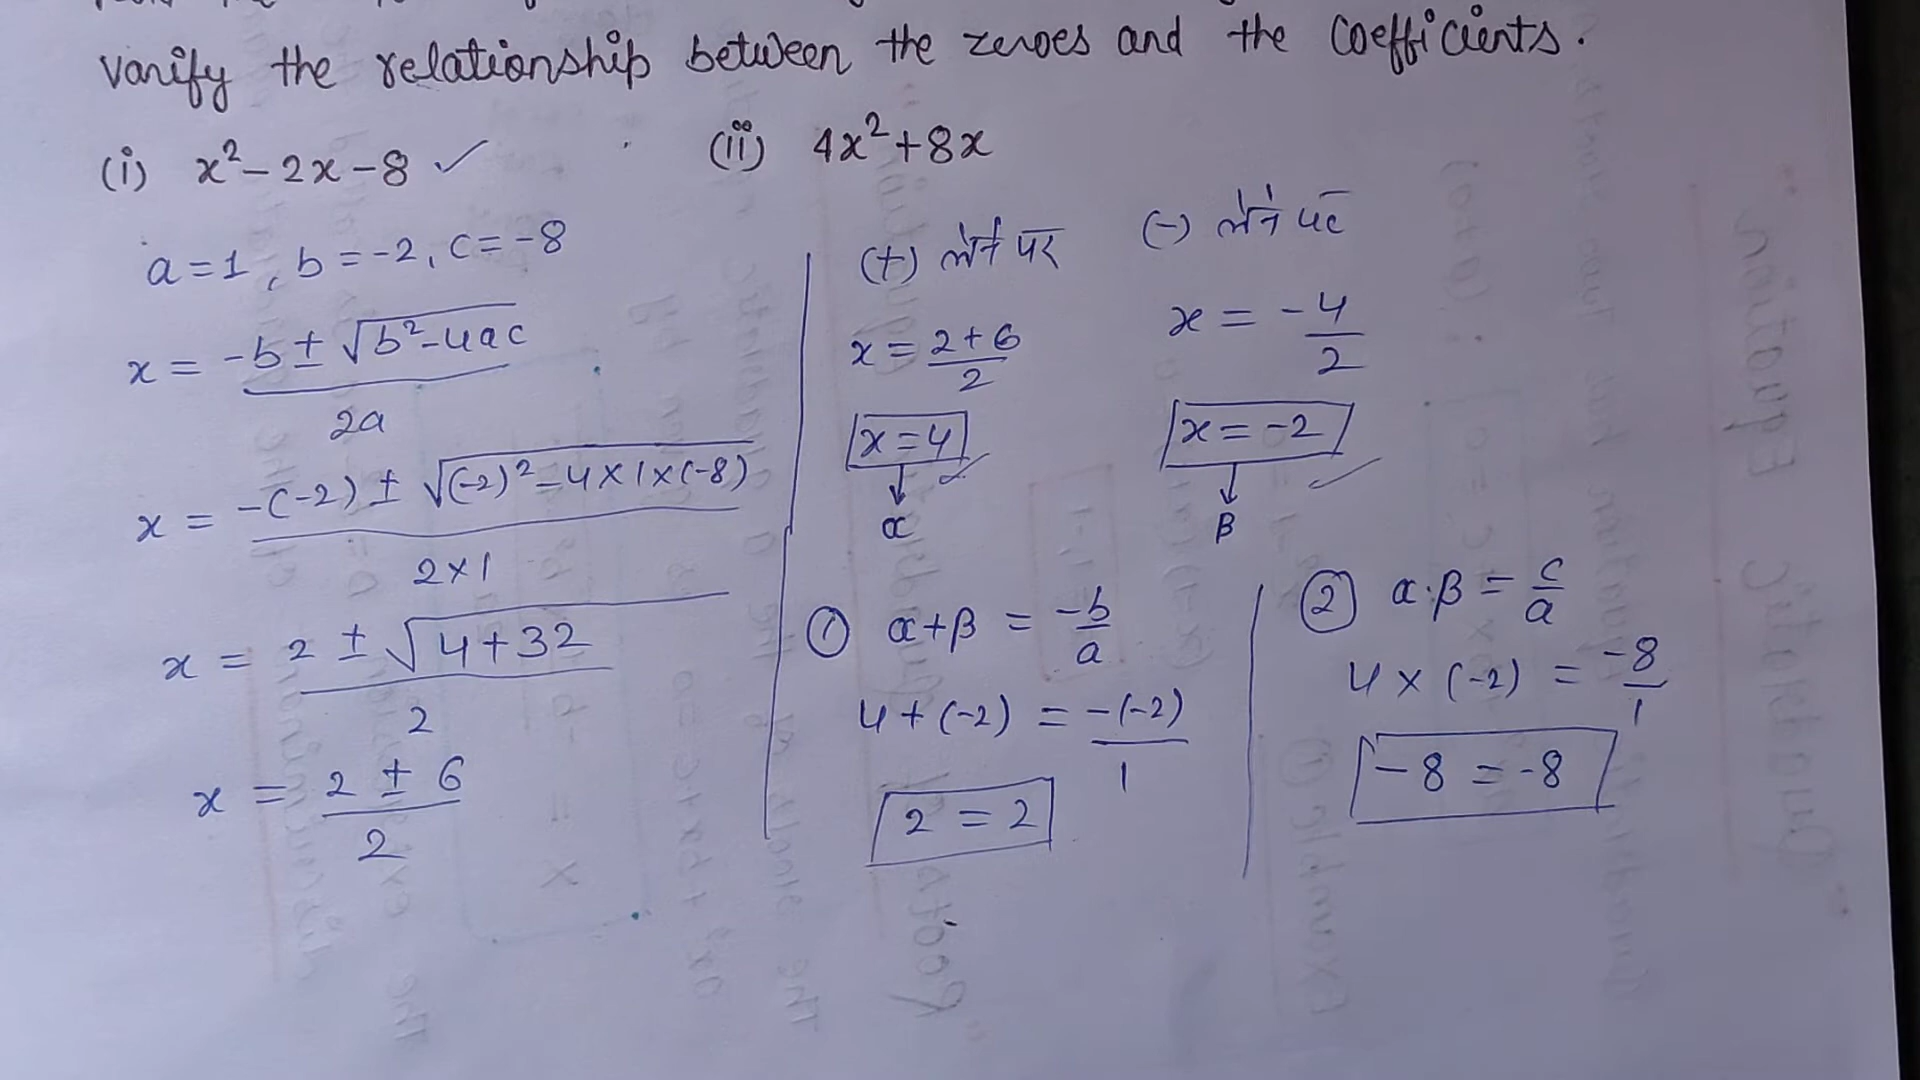 varify the relationship between the zeroes and the coefficients.
(i) x² - 2x - 8 ✓
(ii) 4x² + 8x
a = 1, b = -2, c = -8
x = -b ± √b² - 4ac / 2a
x = -(-2) ± √(-2)² - 4 × 1 × (-8) / 2×1
x = 2 ± √4+32 / 2
x = 2 ± 6 / 2
(+) लेने पर
x = 2+6 / 2
x = 4
α
(-) लेने पर
x = -4 / 2
x = -2
β
① α+β = -b/a
4 + (-2) = -(-2) / 1
2 = 2
② α·β = c/a
4 × (-2) = -8 / 1
-8 = -8